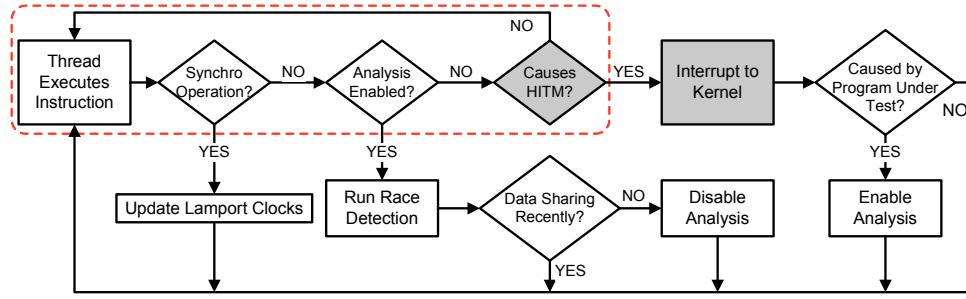 NO
Thread
Executes
Instruction
Synchro
Operation?
NO
Analysis
Enabled?
NO
Causes
HITM?
YES
Interrupt to
Kernel
Caused by
Program Under
Test?
NO
YES
YES
YES
Update Lamport Clocks
Run Race
Detection
Data Sharing
Recently?
NO
Disable
Analysis
Enable
Analysis
YES